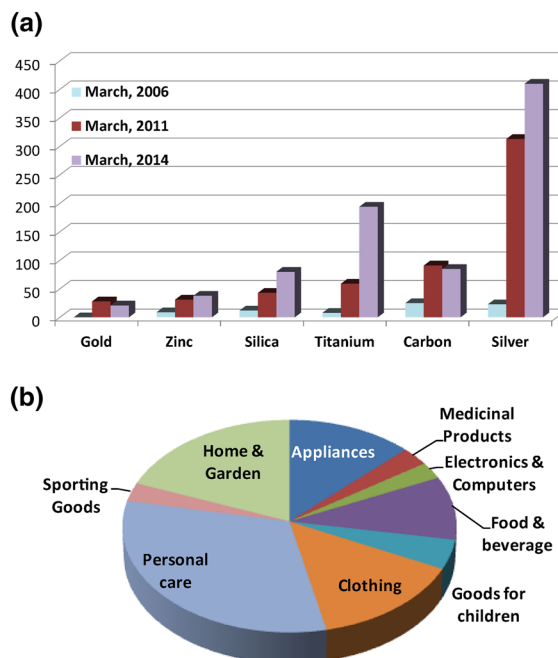 (a)
450
400
350
300
250
200
150
100
50
0
March, 2006
March, 2011
March, 2014
Gold Zinc Silica Titanium Carbon Silver
(b)
Home &
Garden
Appliances
Medicinal
Products
Electronics &
Computers
Food &
beverage
Goods for
children
Clothing
Personal
care
Sporting
Goods